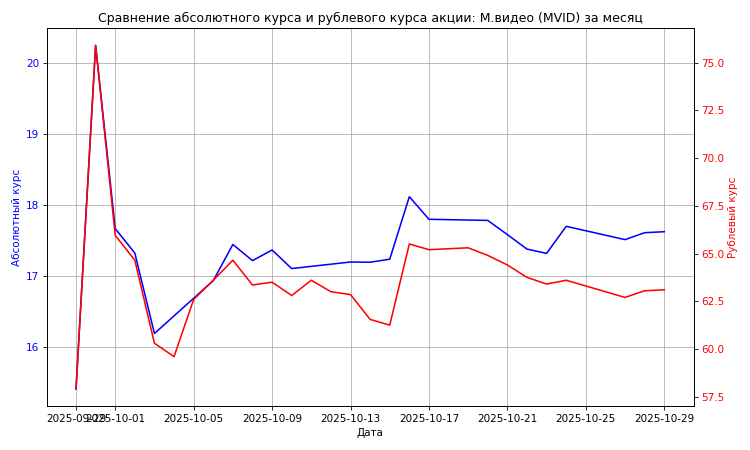 Сравнение абсолютного курса и рублевого курса акции: М.видео (MVID) за месяц
Абсолютный курс
20
19
18
17
16
75.0
72.5
70.0
67.5
65.0
62.5
60.0
57.5
Рублевый курс
2025-09-29 2025-10-01 2025-10-05 2025-10-09 2025-10-13 2025-10-17 2025-10-21 2025-10-25 2025-10-29
Дата